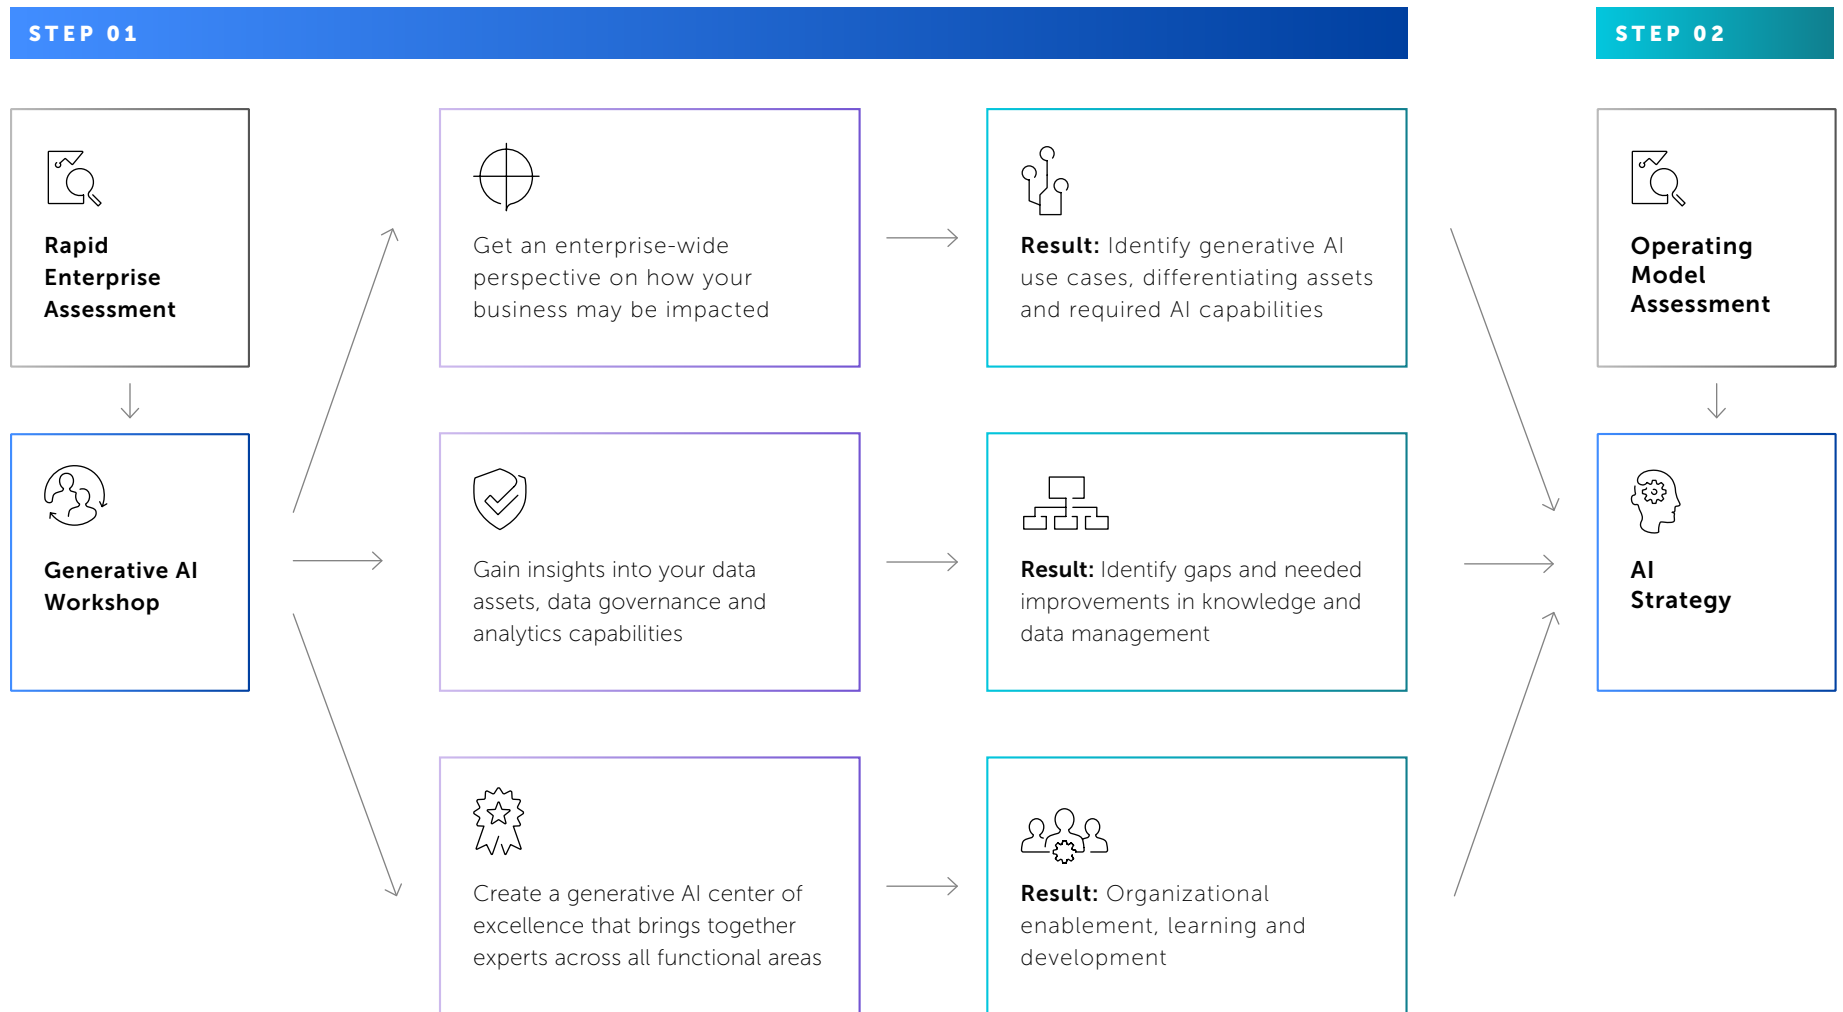 STEP 01
STEP 02
Rapid
Enterprise
Assessment
Get an enterprise-wide
perspective on how your
business may be impacted
Result: Identify generative AI
use cases, differentiating assets
and required AI capabilities
Operating
Model
Assessment
Generative AI
Workshop
Gain insights into your data
assets, data governance and
analytics capabilities
Result: Identify gaps and needed
improvements in knowledge and
data management
AI
Strategy
Create a generative AI center of
excellence that brings together
experts across all functional areas
Result: Organizational
enablement, learning and
development